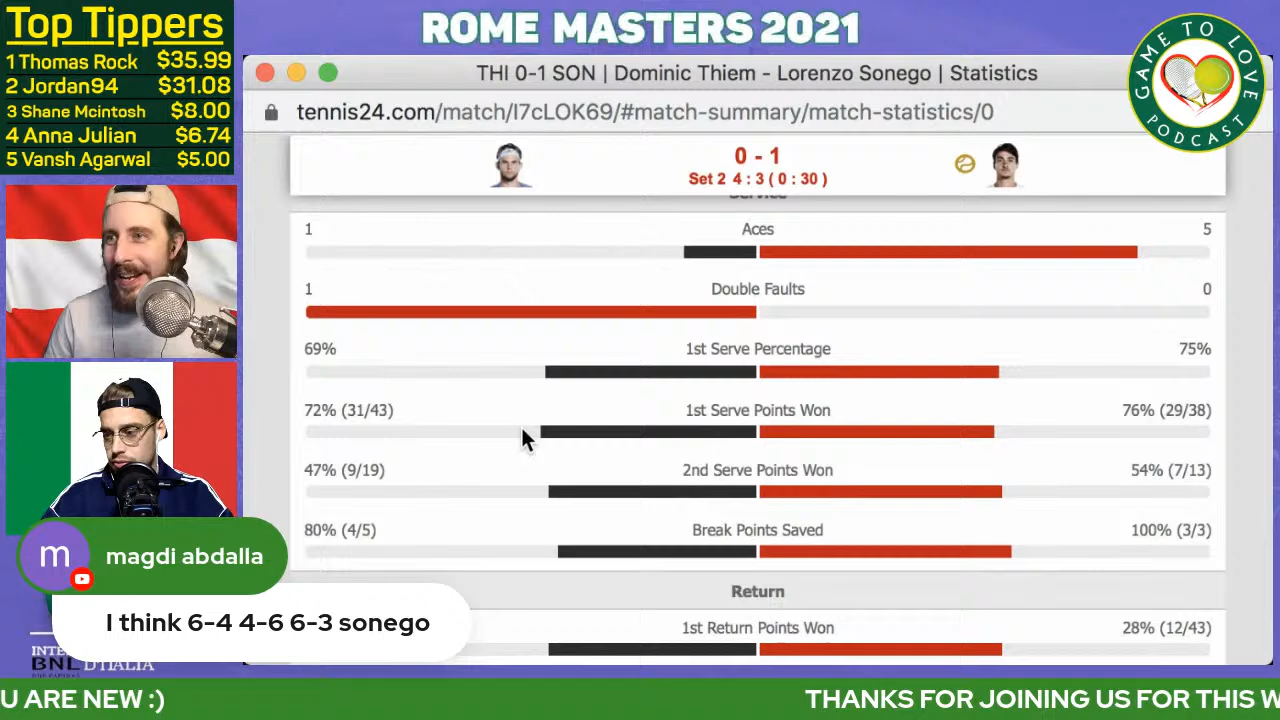 Top Tippers
1 Thomas Rock $35.99
2 Jordan94 $31.08
3 Shane Mcintosh $8.00
4 Anna Julian $6.74
5 Vansh Agarwal $5.00
ROME MASTERS 2021
GAME TO LOVE
PODCAST
THI 0-1 SON | Dominic Thiem - Lorenzo Sonego | Statistics
tennis24.com/match/I7cLOK69/#match-summary/match-statistics/0
0 - 1
Set 2 4 : 3 ( 0 : 30 )
Service
1 Aces 5
1 Double Faults 0
69% 1st Serve Percentage 75%
72% (31/43) 1st Serve Points Won 76% (29/38)
47% (9/19) 2nd Serve Points Won 54% (7/13)
80% (4/5) Break Points Saved 100% (3/3)
Return
1st Return Points Won 28% (12/43)
m
magdi abdalla
I think 6-4 4-6 6-3 sonego
INTE
BNL D'ITALIA
U ARE NEW :) THANKS FOR JOINING US FOR THIS W